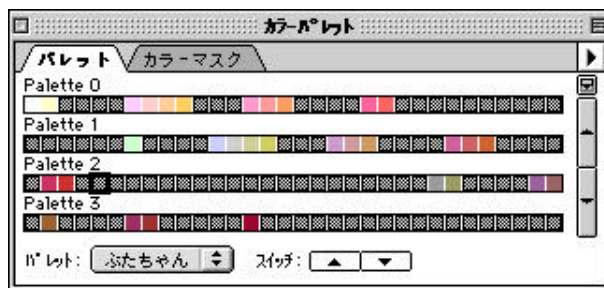 カラーパレット
パレット カラーマスク
Palette 0
Palette 1
Palette 2
Palette 3
パレット: ぶたちゃん スイッチ: